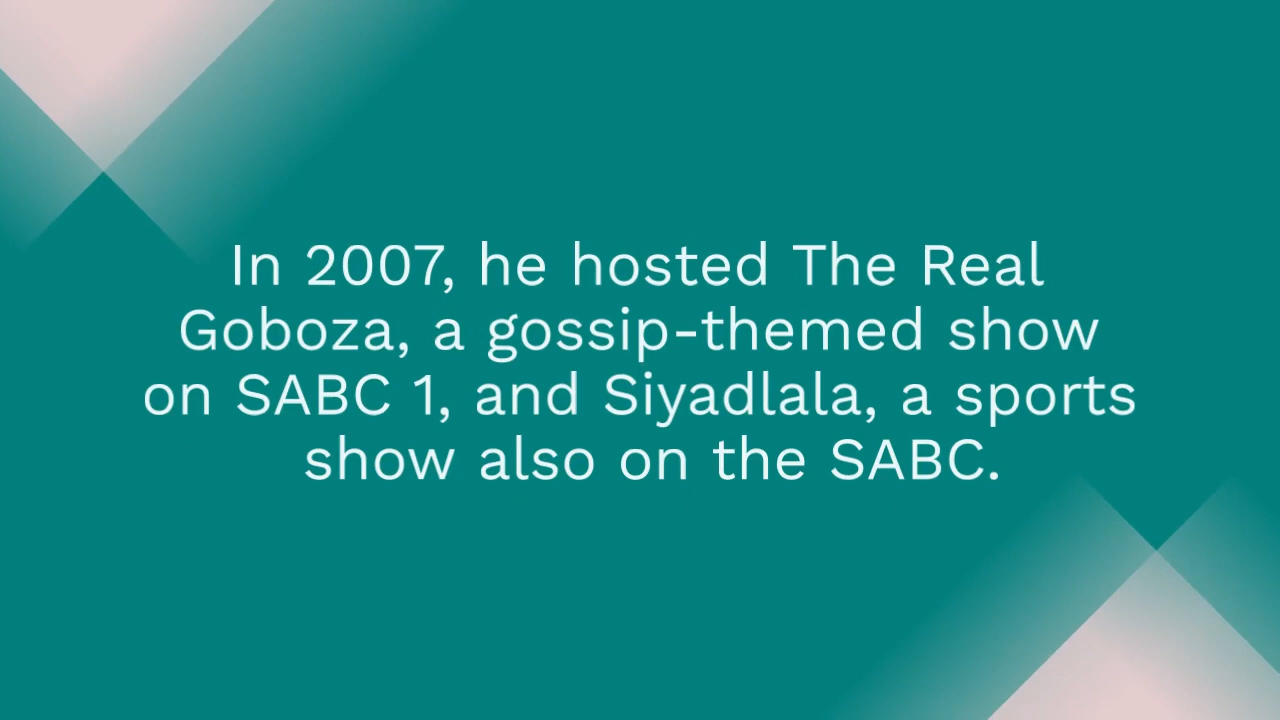 In 2007, he hosted The Real
Goboza, a gossip-themed show
on SABC 1, and Siyadlala, a sports
show also on the SABC.